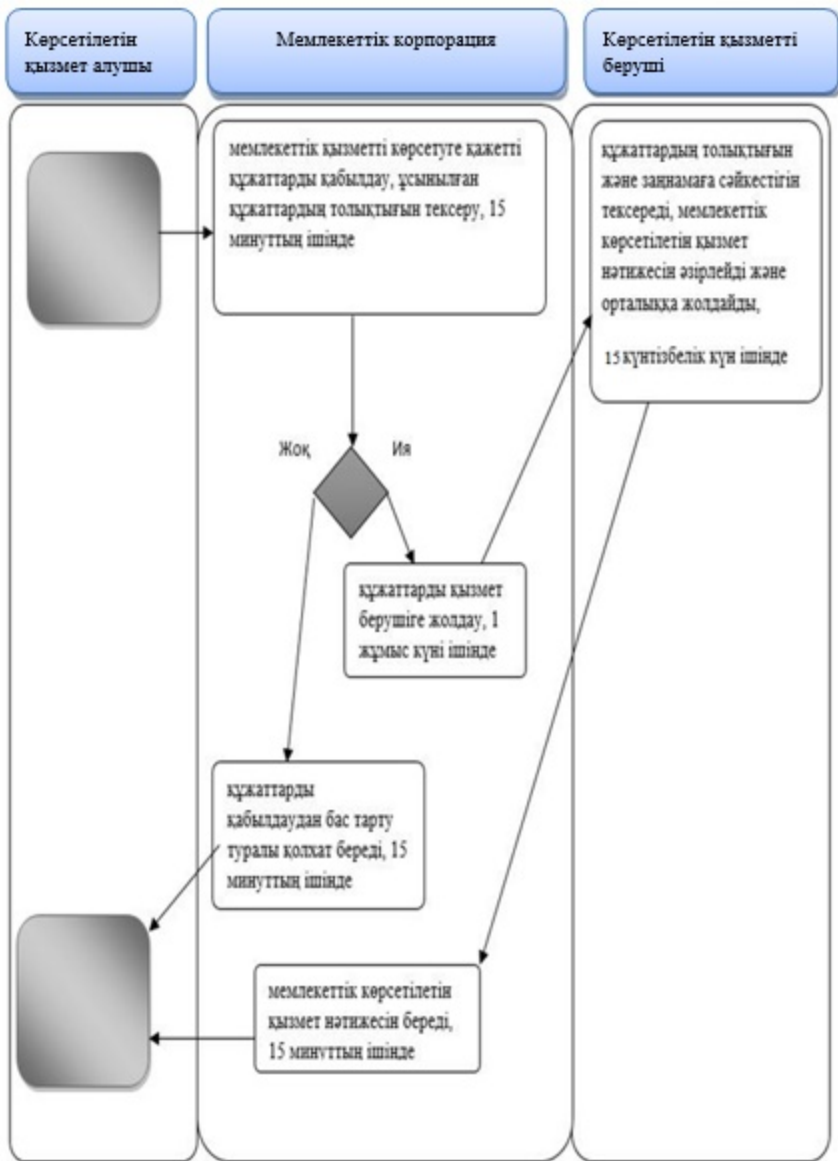 Көрсетілетін
қызмет алушы
Мемлекеттік корпорация
Көрсетілетін қызметті
беруші
мемлекеттік қызметті көрсетуге қажетті
құжаттарды қабылдау, ұсынылған
құжаттардың толықтығын тексеру, 15
минуттың ішінде
құжаттардың толықтығын
және заңнамаға сәйкестігін
тексереді, мемлекеттік
көрсетілетін қызмет
нәтижесін әзірлейді және
орталыққа жолдайды,
15 күнтізбелік күн ішінде
Жоқ
Ия
құжаттарды қызмет
берушіге жолдау, 1
жұмыс күні ішінде
құжаттарды
қабылдаудан бас тарту
туралы қолхат береді, 15
минуттың ішінде
мемлекеттік көрсетілетін
қызмет нәтижесін береді,
15 минуттың ішінде